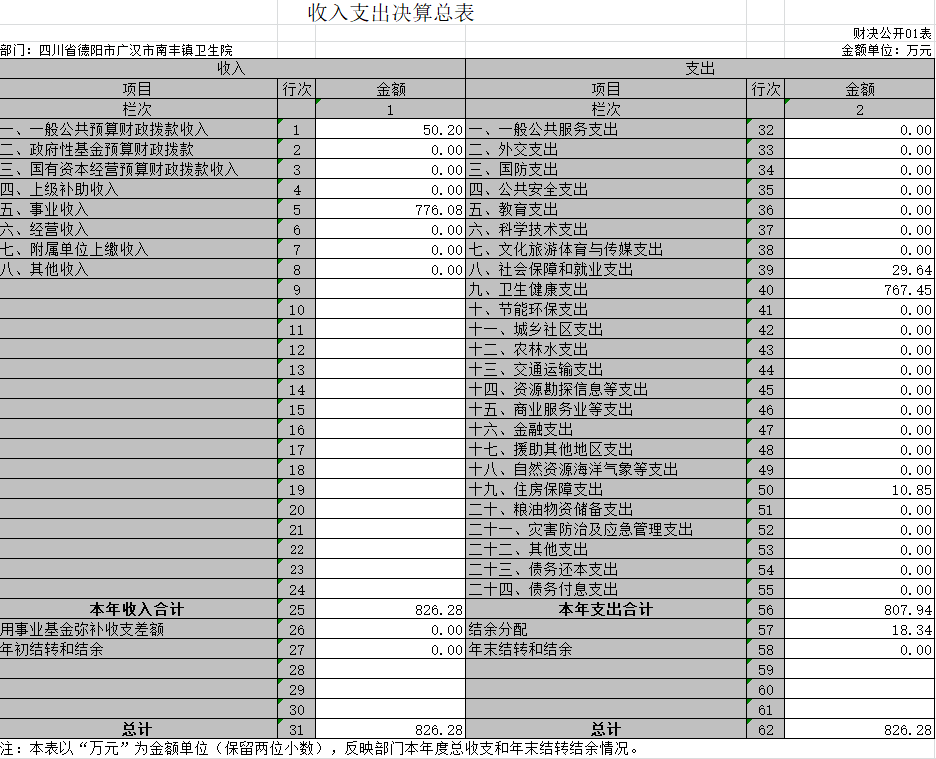 收入支出决算总表
财决公开01表
部门：四川省德阳市广汉市南丰镇卫生院 金额单位：万元
收入 支出
项目 行次 金额 项目 行次 金额
栏次 1 栏次 2
一、一般公共预算财政拨款收入 1 50.20 一、一般公共服务支出 32 0.00
二、政府性基金预算财政拨款 2 0.00 二、外交支出 33 0.00
三、国有资本经营预算财政拨款收入 3 0.00 三、国防支出 34 0.00
四、上级补助收入 4 0.00 四、公共安全支出 35 0.00
五、事业收入 5 776.08 五、教育支出 36 0.00
六、经营收入 6 0.00 六、科学技术支出 37 0.00
七、附属单位上缴收入 7 0.00 七、文化旅游体育与传媒支出 38 0.00
八、其他收入 8 0.00 八、社会保障和就业支出 39 29.64
9 九、卫生健康支出 40 767.45
10 十、节能环保支出 41 0.00
11 十一、城乡社区支出 42 0.00
12 十二、农林水支出 43 0.00
13 十三、交通运输支出 44 0.00
14 十四、资源勘探信息等支出 45 0.00
15 十五、商业服务业等支出 46 0.00
16 十六、金融支出 47 0.00
17 十七、援助其他地区支出 48 0.00
18 十八、自然资源海洋气象等支出 49 0.00
19 十九、住房保障支出 50 10.85
20 二十、粮油物资储备支出 51 0.00
21 二十一、灾害防治及应急管理支出 52 0.00
22 二十二、其他支出 53 0.00
23 二十三、债务还本支出 54 0.00
24 二十四、债务付息支出 55 0.00
本年收入合计 25 826.28 本年支出合计 56 807.94
用事业基金弥补收支差额 26 0.00 结余分配 57 18.34
年初结转和结余 27 0.00 年末结转和结余 58 0.00
28 59
29 60
30 61
总计 31 826.28 总计 62 826.28
注：本表以“万元”为金额单位（保留两位小数），反映部门本年度总收支和年末结转结余情况。